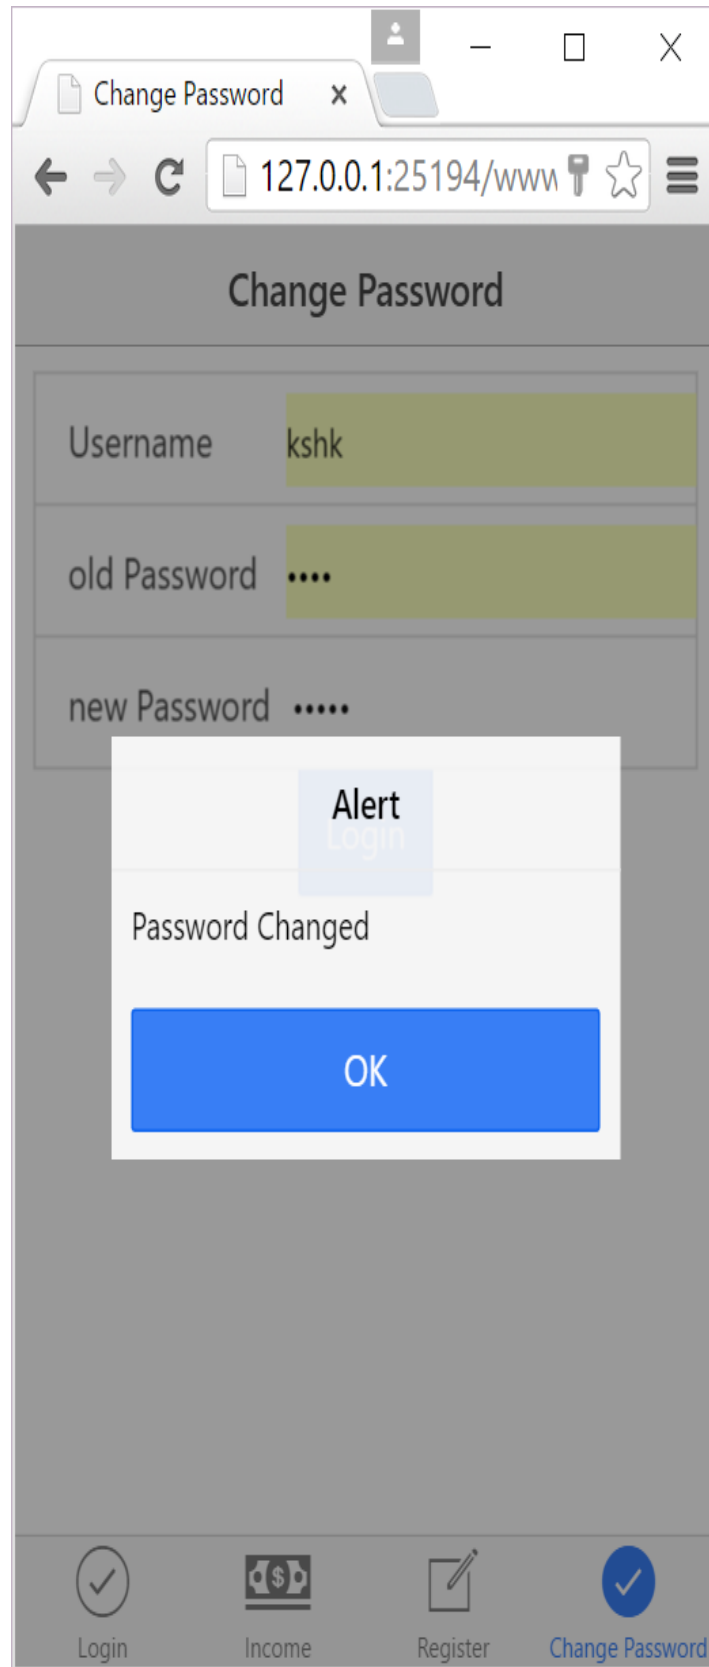 Change Password
127.0.0.1:25194/www
Change Password
Username kshk
old Password ••••
new Password •••••
Alert
Login
Password Changed
OK
Login Income Register Change Password